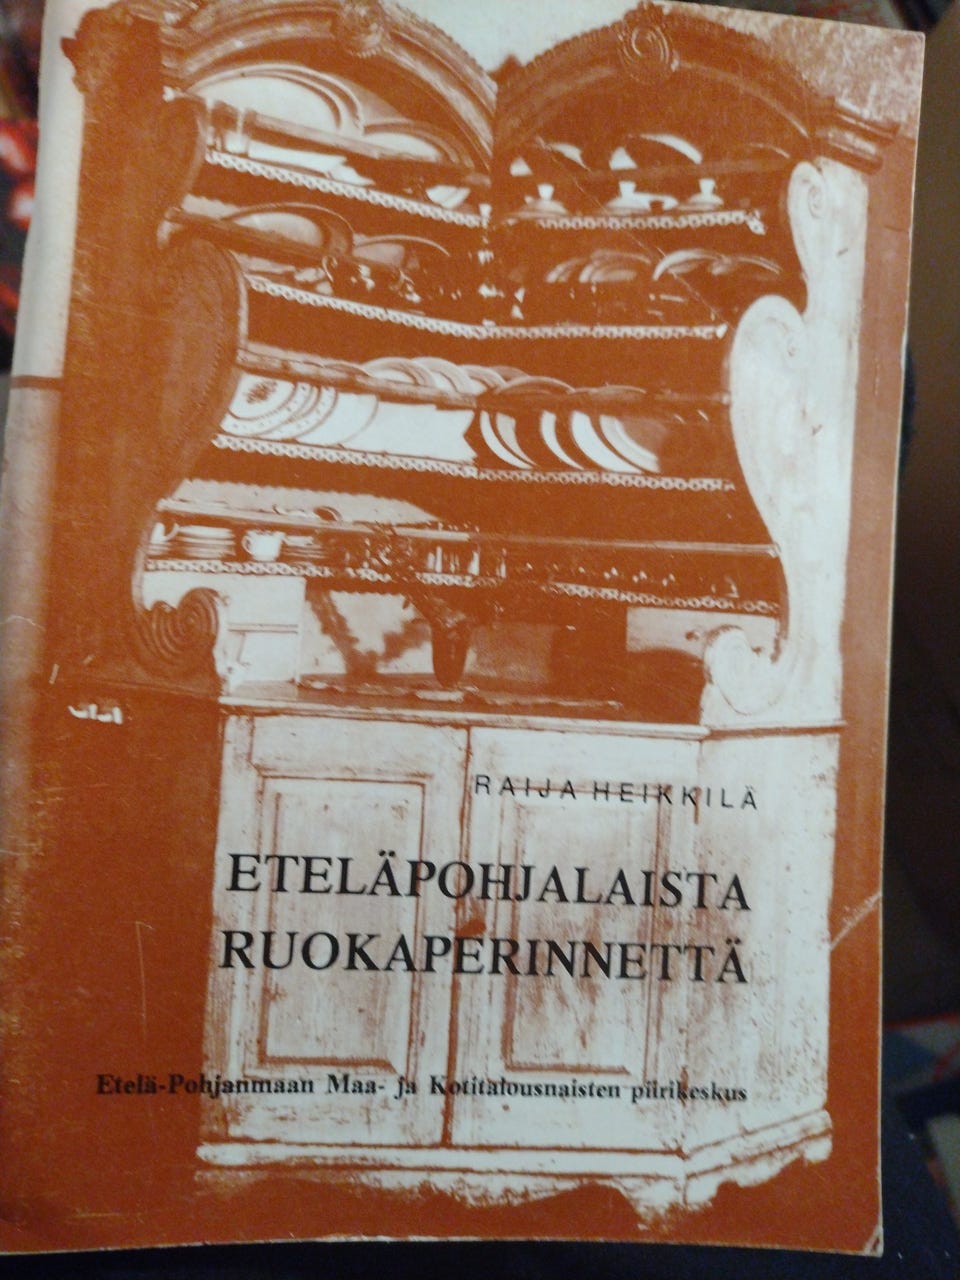 RAIJA HEIKKILÄ
ETELÄPOHJALAISTA
RUOKAPERINNETTÄ
Etelä-Pohjanmaan Maa- ja Kotitalousnaisten piirikeskus